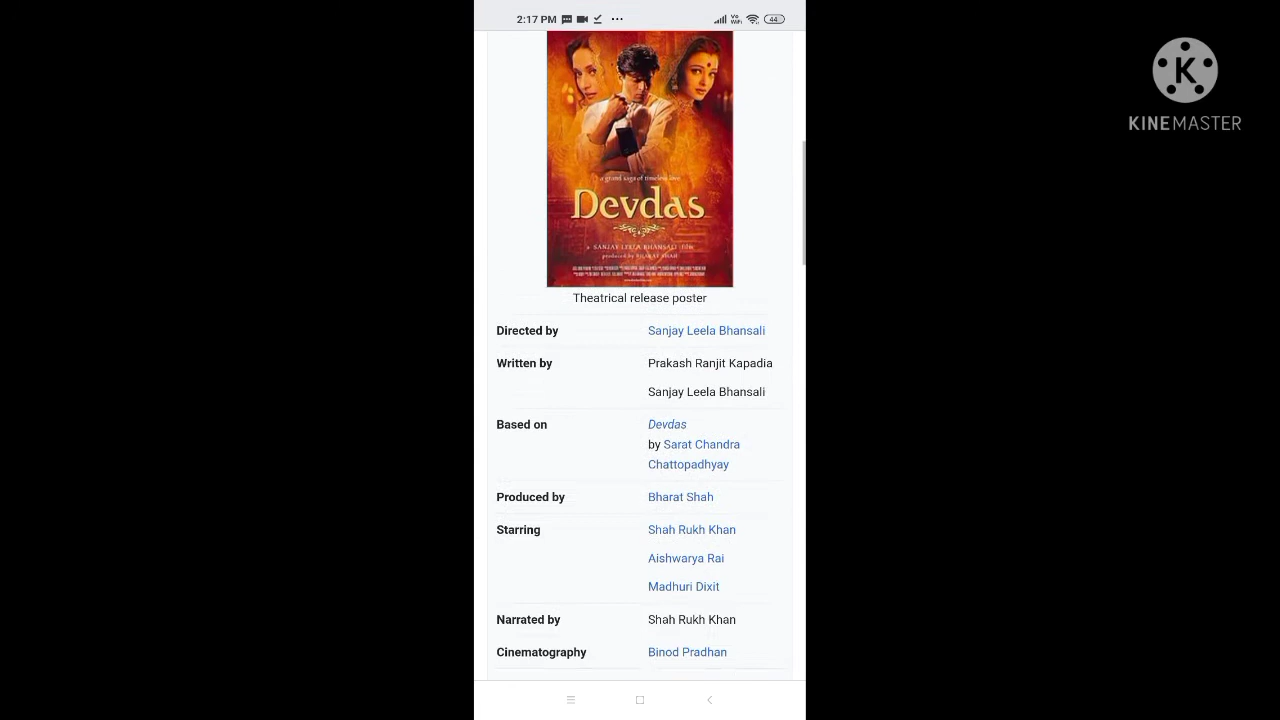 2:17 PM
Vo
WiFi
44
K
KINEMASTER
a grand saga of timeless love
Devdas
a SANJAY LEELA BHANSALI film
produced by BHARAT SHAH
Theatrical release poster
Directed by Sanjay Leela Bhansali
Written by Prakash Ranjit Kapadia
Sanjay Leela Bhansali
Based on Devdas
by Sarat Chandra
Chattopadhyay
Produced by Bharat Shah
Starring Shah Rukh Khan
Aishwarya Rai
Madhuri Dixit
Narrated by Shah Rukh Khan
Cinematography Binod Pradhan